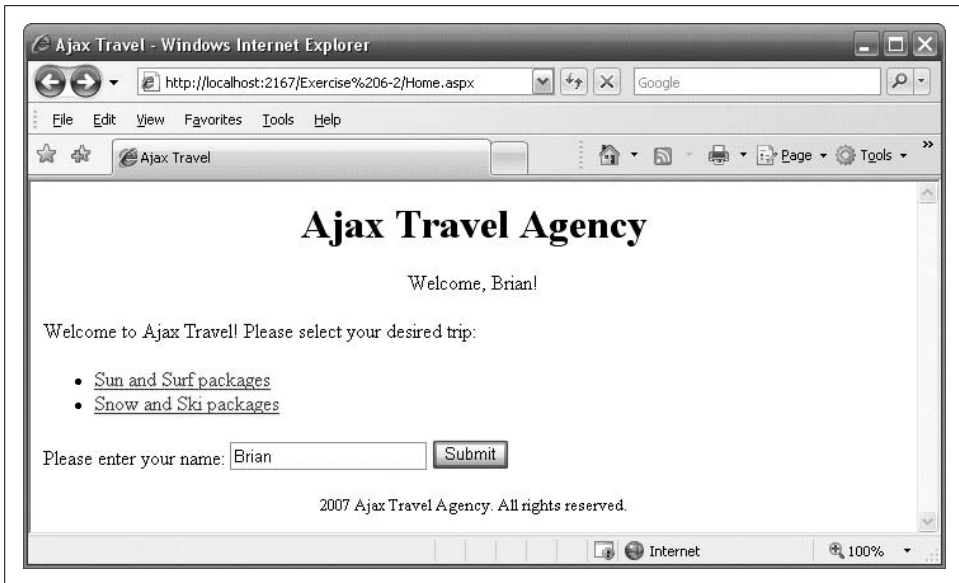 Ajax Travel - Windows Internet Explorer
http://localhost:2167/Exercise%206-2/Home.aspx
Google
File Edit View Favorites Tools Help
Ajax Travel
Page Tools »
Ajax Travel Agency
Welcome, Brian!
Welcome to Ajax Travel! Please select your desired trip:
• Sun and Surf packages
• Snow and Ski packages
Please enter your name: Brian Submit
2007 Ajax Travel Agency. All rights reserved.
Internet 100%